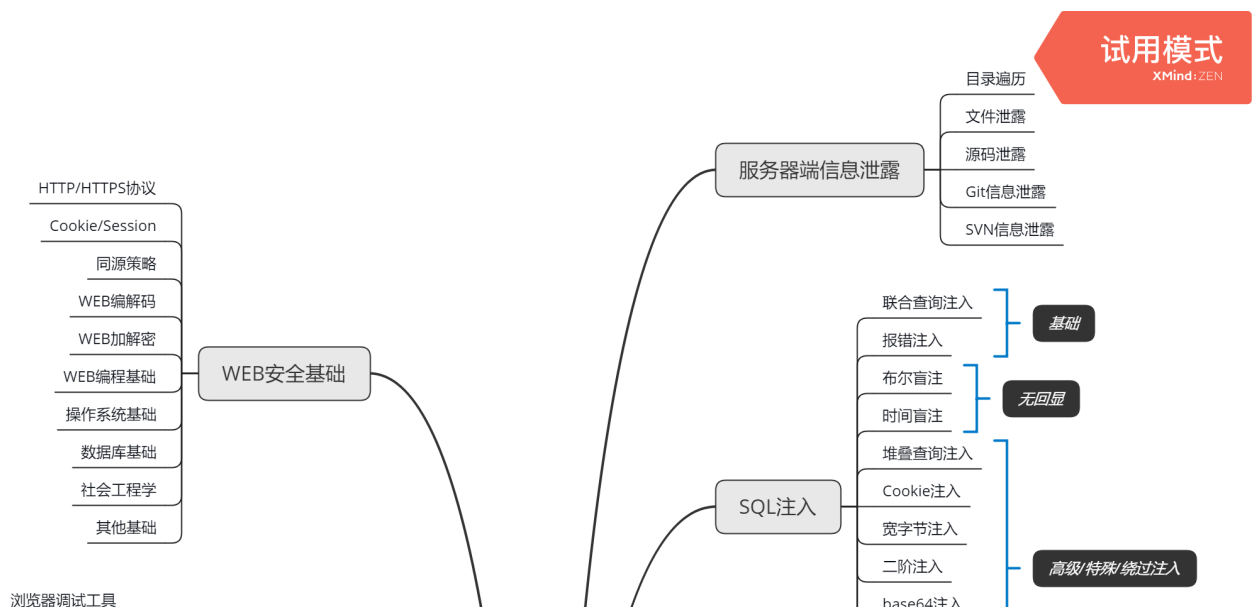 试用模式
XMind:ZEN
目录遍历
文件泄露
源码泄露
Git信息泄露
SVN信息泄露
服务器端信息泄露
HTTP/HTTPS协议
Cookie/Session
同源策略
WEB编解码
WEB加解密
WEB编程基础
操作系统基础
数据库基础
社会工程学
其他基础
WEB安全基础
联合查询注入
报错注入
基础
布尔盲注
时间盲注
无回显
堆叠查询注入
Cookie注入
宽字节注入
二阶注入
base64注入
高级/特殊/绕过注入
SQL注入
浏览器调试工具